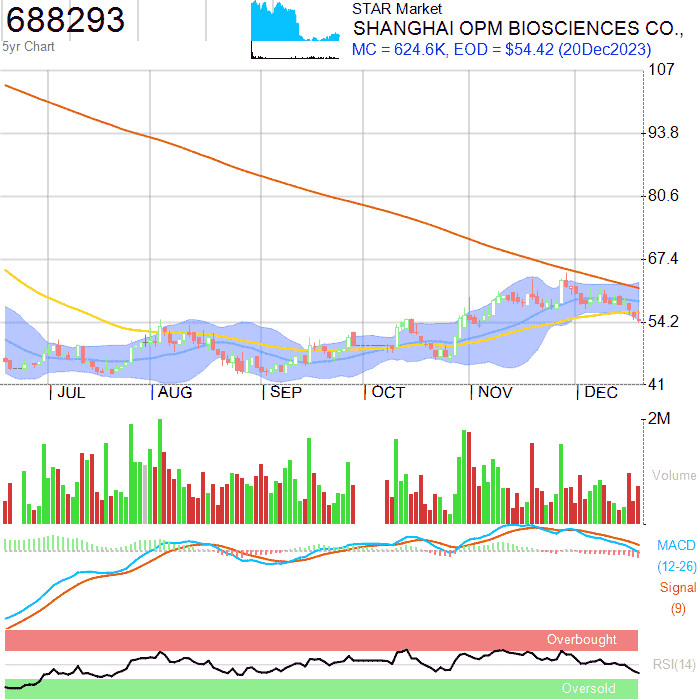 688293
5yr Chart
STAR Market
SHANGHAI OPM BIOSCIENCES CO.,
MC = 624.6K, EOD = $54.42 (20Dec2023)
107
93.8
80.6
67.4
54.2
41
JUL AUG SEP OCT NOV DEC
2M
Volume
MACD
(12-26)
Signal
(9)
Overbought
RSI(14)
Oversold